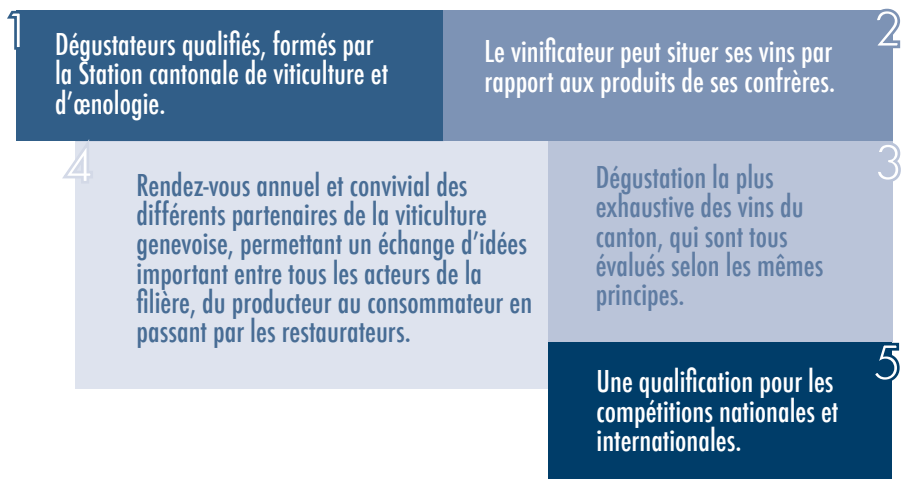 1
Dégustateurs qualifiés, formés par
la Station cantonale de viticulture et
d'œnologie.
2
Le vinificateur peut situer ses vins par
rapport aux produits de ses confrères.
3
Dégustation la plus
exhaustive des vins du
canton, qui sont tous
évalués selon les mêmes
principes.
4
Rendez-vous annuel et convivial des
différents partenaires de la viticulture
genevoise, permettant un échange d'idées
important entre tous les acteurs de la
filière, du producteur au consommateur en
passant par les restaurateurs.
5
Une qualification pour les
compétitions nationales et
internationales.